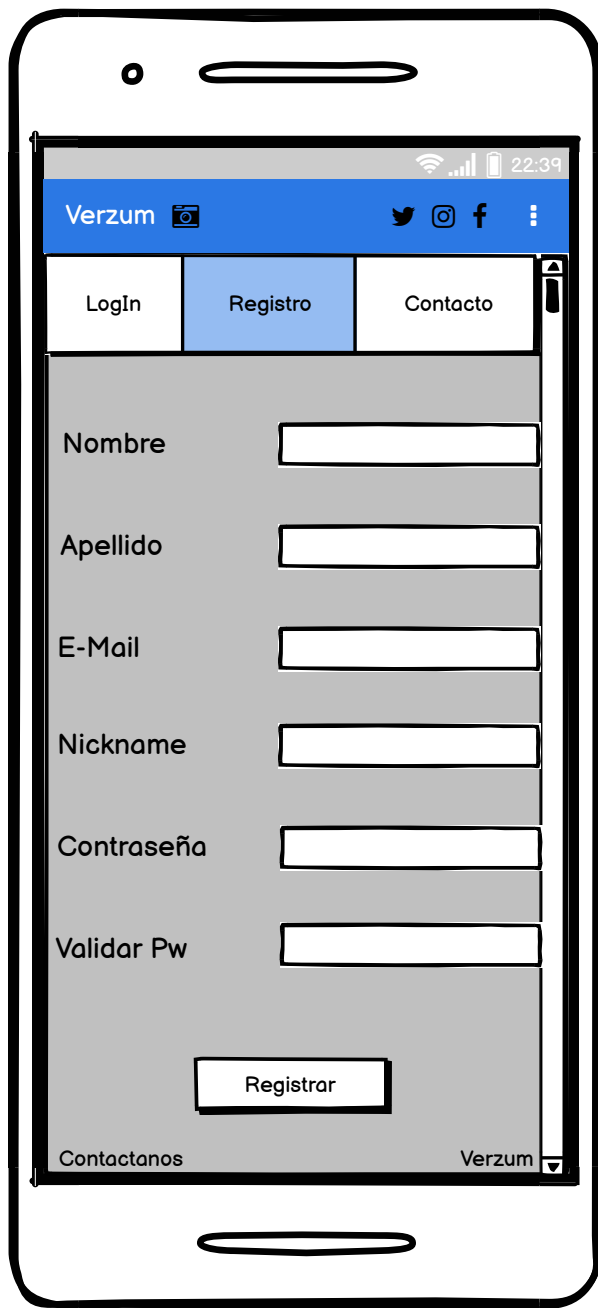 22:39
Verzum
LogIn Registro Contacto
Nombre
Apellido
E-Mail
Nickname
Contraseña
Validar Pw
Registrar
Contactanos Verzum